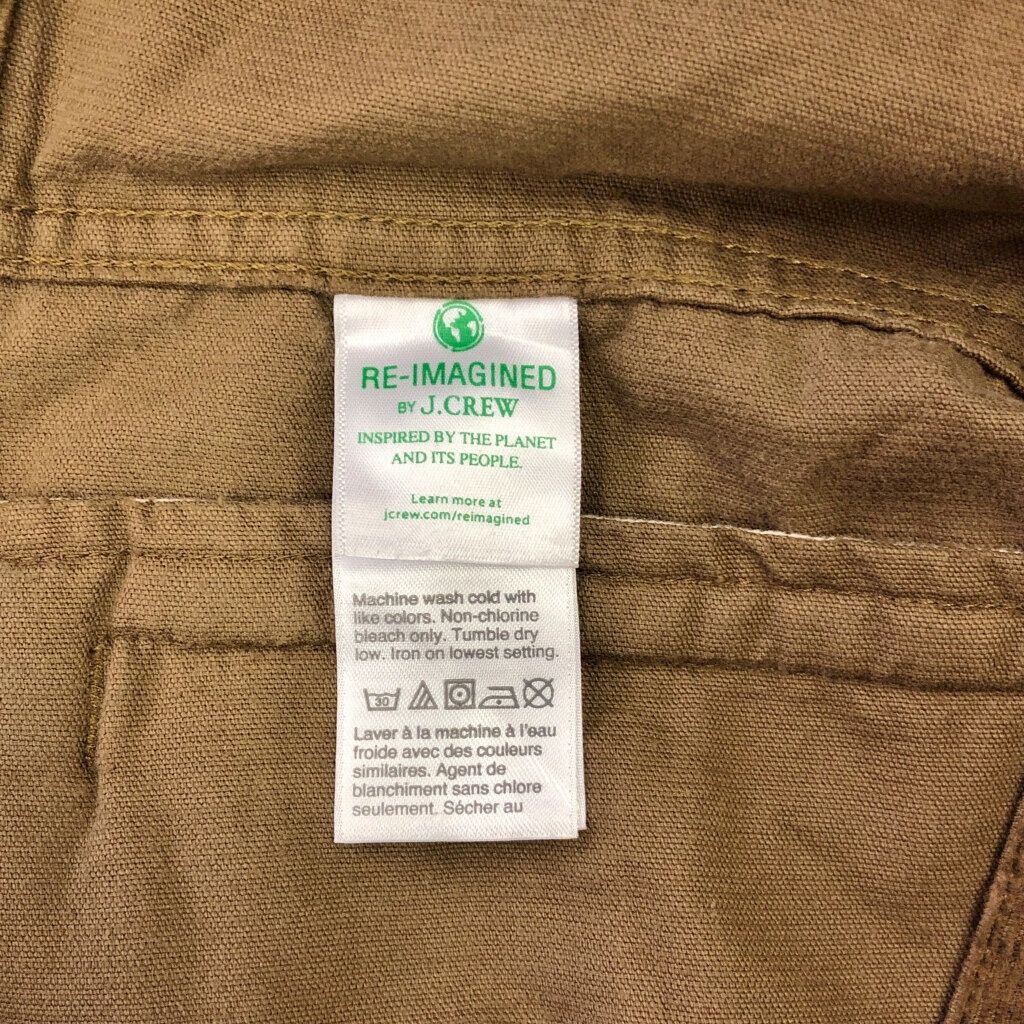 RE-IMAGINED
BY J.CREW
INSPIRED BY THE PLANET
AND ITS PEOPLE.
Learn more at
jcrew.com/reimagined
Machine wash cold with
like colors. Non-chlorine
bleach only. Tumble dry
low. Iron on lowest setting.
30
Laver à la machine à l'eau
froide avec des couleurs
similaires. Agent de
blanchiment sans chlore
seulement. Sécher au